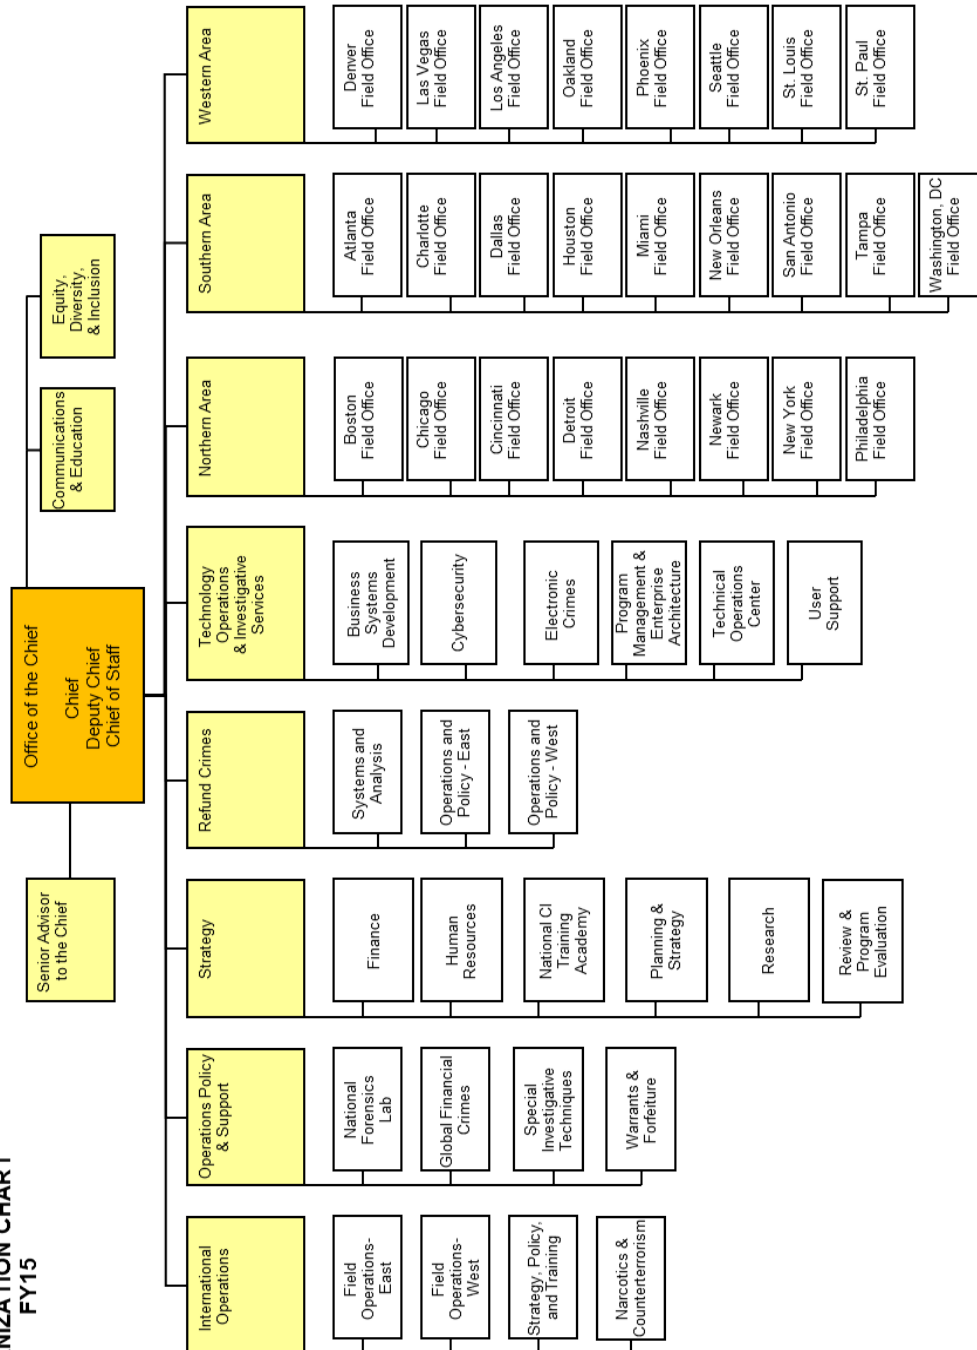 NIZATION CHART
FY15
Office of the Chief
Chief
Deputy Chief
Chief of Staff
Senior Advisor
to the Chief
Communications
& Education
Equity,
Diversity,
& Inclusion
International
Operations
Field
Operations-
East
Field
Operations-
West
Strategy, Policy,
and Training
Narcotics &
Counterterrorism
Operations Policy
& Support
National
Forensics
Lab
Global Financial
Crimes
Special
Investigative
Techniques
Warrants &
Forfeiture
Strategy
Finance
Human
Resources
National CI
Training
Academy
Planning &
Strategy
Research
Review &
Program
Evaluation
Refund Crimes
Systems and
Analysis
Operations and
Policy - East
Operations and
Policy - West
Technology
Operations
& Investigative
Services
Business
Systems
Development
Cybersecurity
Electronic
Crimes
Program
Management &
Enterprise
Architecture
Technical
Operations
Center
User
Support
Northern Area
Boston
Field Office
Chicago
Field Office
Cincinnati
Field Office
Detroit
Field Office
Nashville
Field Office
Newark
Field Office
New York
Field Office
Philadelphia
Field Office
Southern Area
Atlanta
Field Office
Charlotte
Field Office
Dallas
Field Office
Houston
Field Office
Miami
Field Office
New Orleans
Field Office
San Antonio
Field Office
Tampa
Field Office
Washington, DC
Field Office
Western Area
Denver
Field Office
Las Vegas
Field Office
Los Angeles
Field Office
Oakland
Field Office
Phoenix
Field Office
Seattle
Field Office
St. Louis
Field Office
St. Paul
Field Office